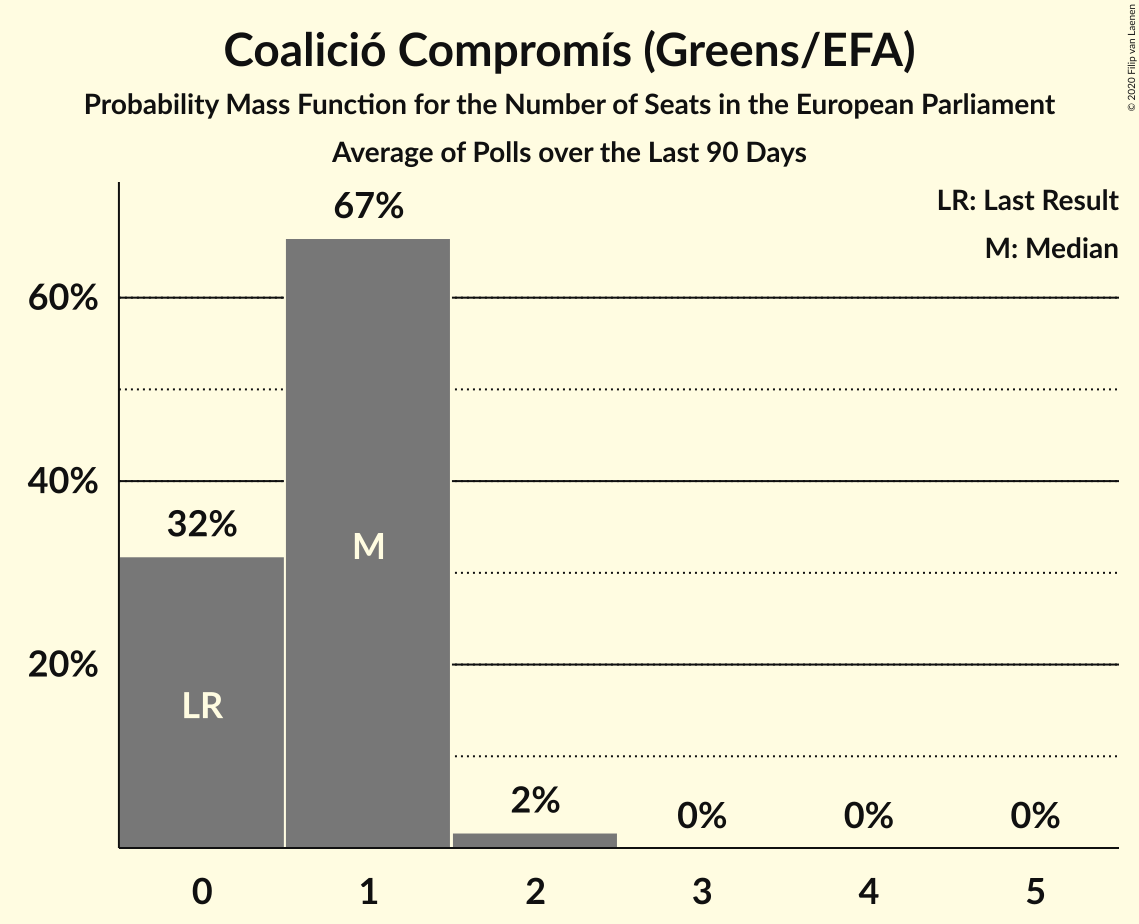 Coalició Compromís (Greens/EFA)
Probability Mass Function for the Number of Seats in the European Parliament
Average of Polls over the Last 90 Days
© 2020 Filip van Laenen
LR: Last Result
M: Median
67%
60%
40%
32%
M
20%
LR
2%
0%
0%
0%
0 1 2 3 4 5